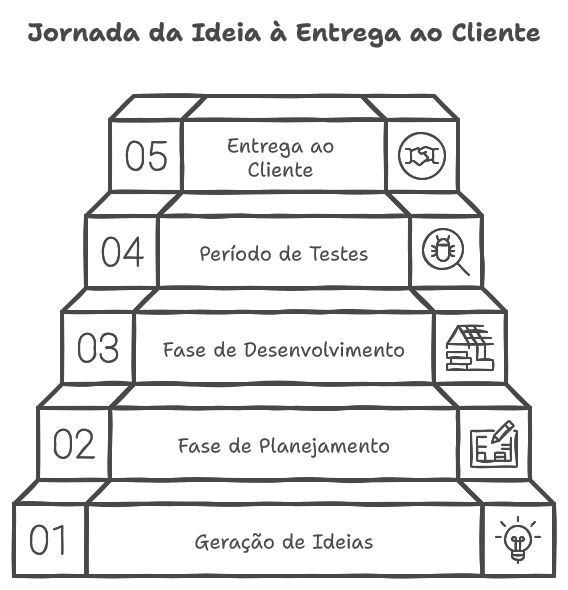 Jornada da Ideia à Entrega ao Cliente
05
Entrega ao
Cliente
04
Período de Testes
03
Fase de Desenvolvimento
02
Fase de Planejamento
01
Geração de Ideias